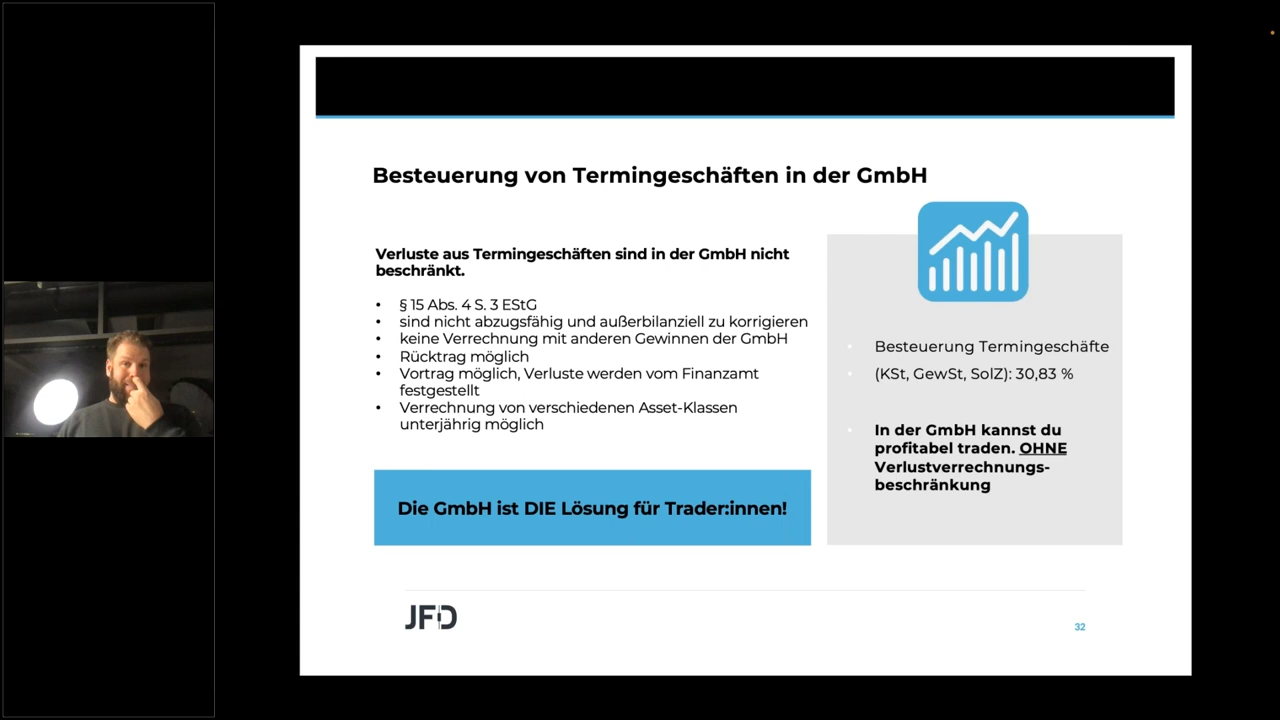 Besteuerung von Termingeschäften in der GmbH
Verluste aus Termingeschäften sind in der GmbH nicht
beschränkt.
• § 15 Abs. 4 S. 3 EStG
• sind nicht abzugsfähig und außerbilanziell zu korrigieren
• keine Verrechnung mit anderen Gewinnen der GmbH
• Rücktrag möglich
• Vortrag möglich, Verluste werden vom Finanzamt
festgestellt
• Verrechnung von verschiedenen Asset-Klassen
unterjährig möglich
Die GmbH ist DIE Lösung für Trader:innen!
• Besteuerung Termingeschäfte
• (KSt, GewSt, SolZ): 30,83 %
• In der GmbH kannst du
profitabel traden. OHNE
Verlustverrechnungs-
beschränkung
JFD
32